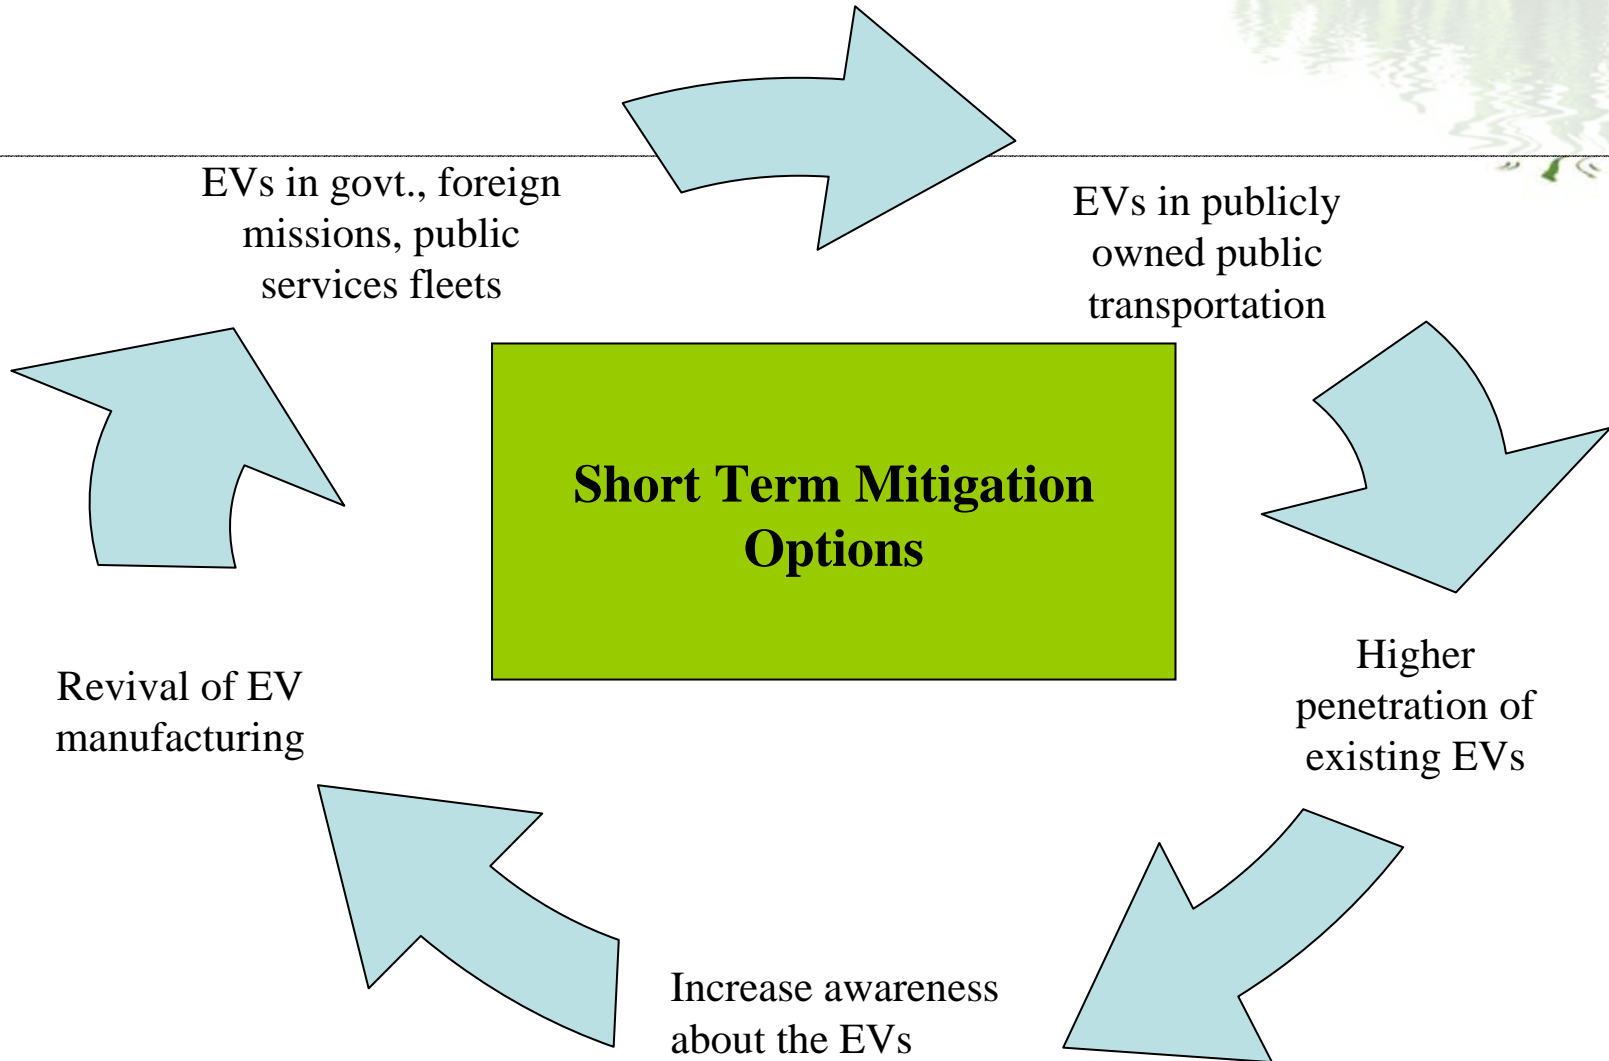 EVs in govt., foreign
missions, public
services fleets
EVs in publicly
owned public
transportation
Short Term Mitigation
Options
Higher
penetration of
existing EVs
Revival of EV
manufacturing
Increase awareness
about the EVs